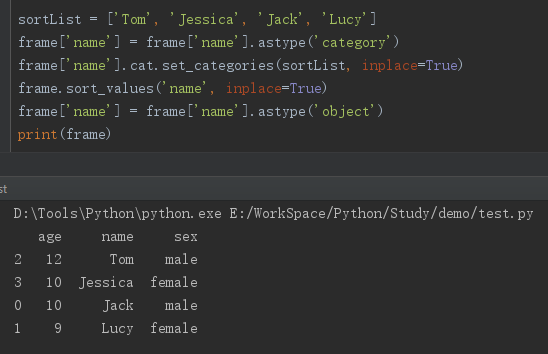 sortList = ['Tom', 'Jessica', 'Jack', 'Lucy']
frame['name'] = frame['name'].astype('category')
frame['name'].cat.set_categories(sortList, inplace=True)
frame.sort_values('name', inplace=True)
frame['name'] = frame['name'].astype('object')
print(frame)
st
D:\Tools\Python\python.exe E:/WorkSpace/Python/Study/demo/test.py
age name sex
2 12 Tom male
3 10 Jessica female
0 10 Jack male
1 9 Lucy female